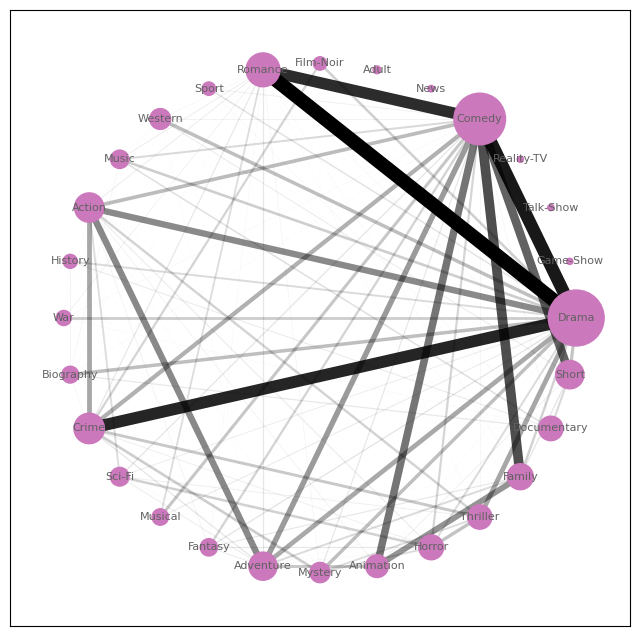 Film-Noir
Romance
Adult
Sport
News
Western
Comedy
Music
Reality-TV
Action
Talk-Show
History
Game-Show
War
Drama
Biography
Short
Crime
Documentary
Sci-Fi
Family
Musical
Thriller
Fantasy
Horror
Adventure
Mystery
Animation